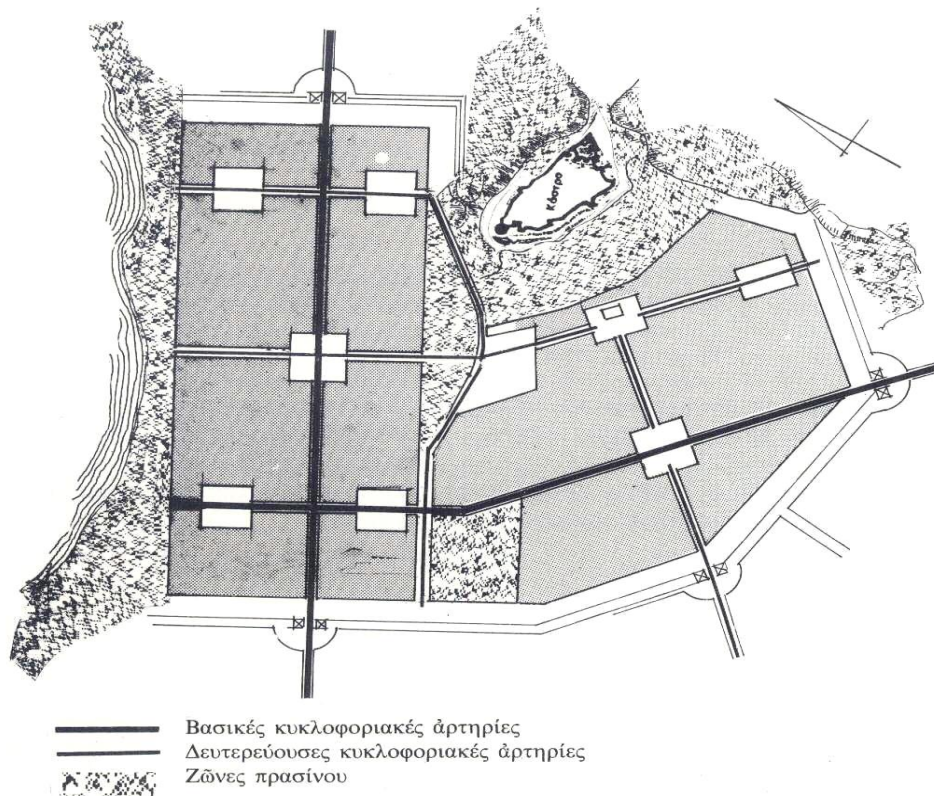 Κάστρο
Βασικές κυκλοφοριακές ἀρτηρίες
Δευτερεύουσες κυκλοφοριακές ἀρτηρίες
Ζῶνες πρασίνου